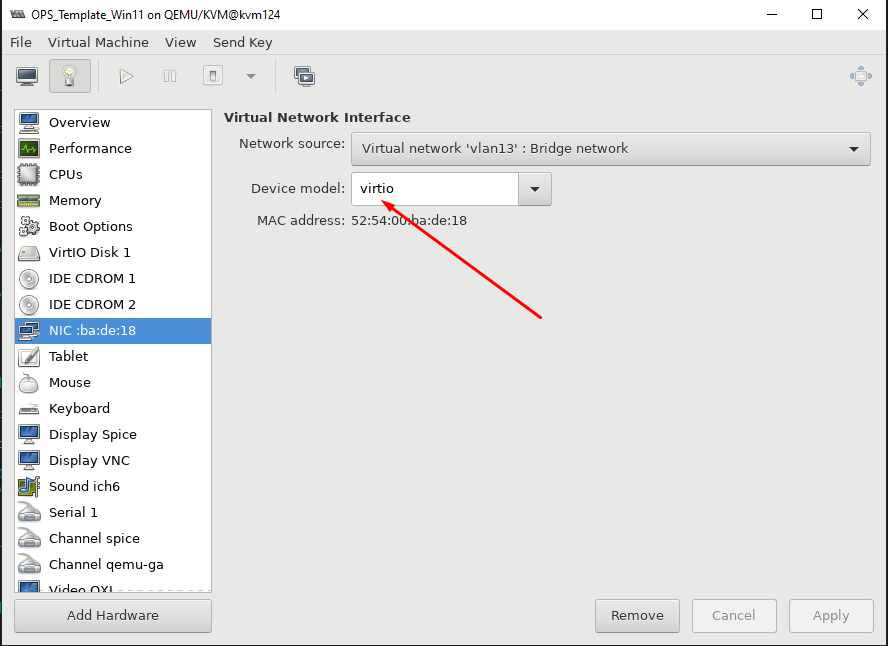 OPS_Template_Win11 on QEMU/KVM@kvm124
File Virtual Machine View Send Key
Overview
Performance
CPUs
Memory
Boot Options
VirtIO Disk 1
IDE CDROM 1
IDE CDROM 2
NIC :ba:de:18
Tablet
Mouse
Keyboard
Display Spice
Display VNC
Sound ich6
Serial 1
Channel spice
Channel qemu-ga
Video QXL
Add Hardware
Virtual Network Interface
Network source: Virtual network 'vlan13' : Bridge network
Device model: virtio
MAC address: 52:54:00:ba:de:18
Remove Cancel Apply